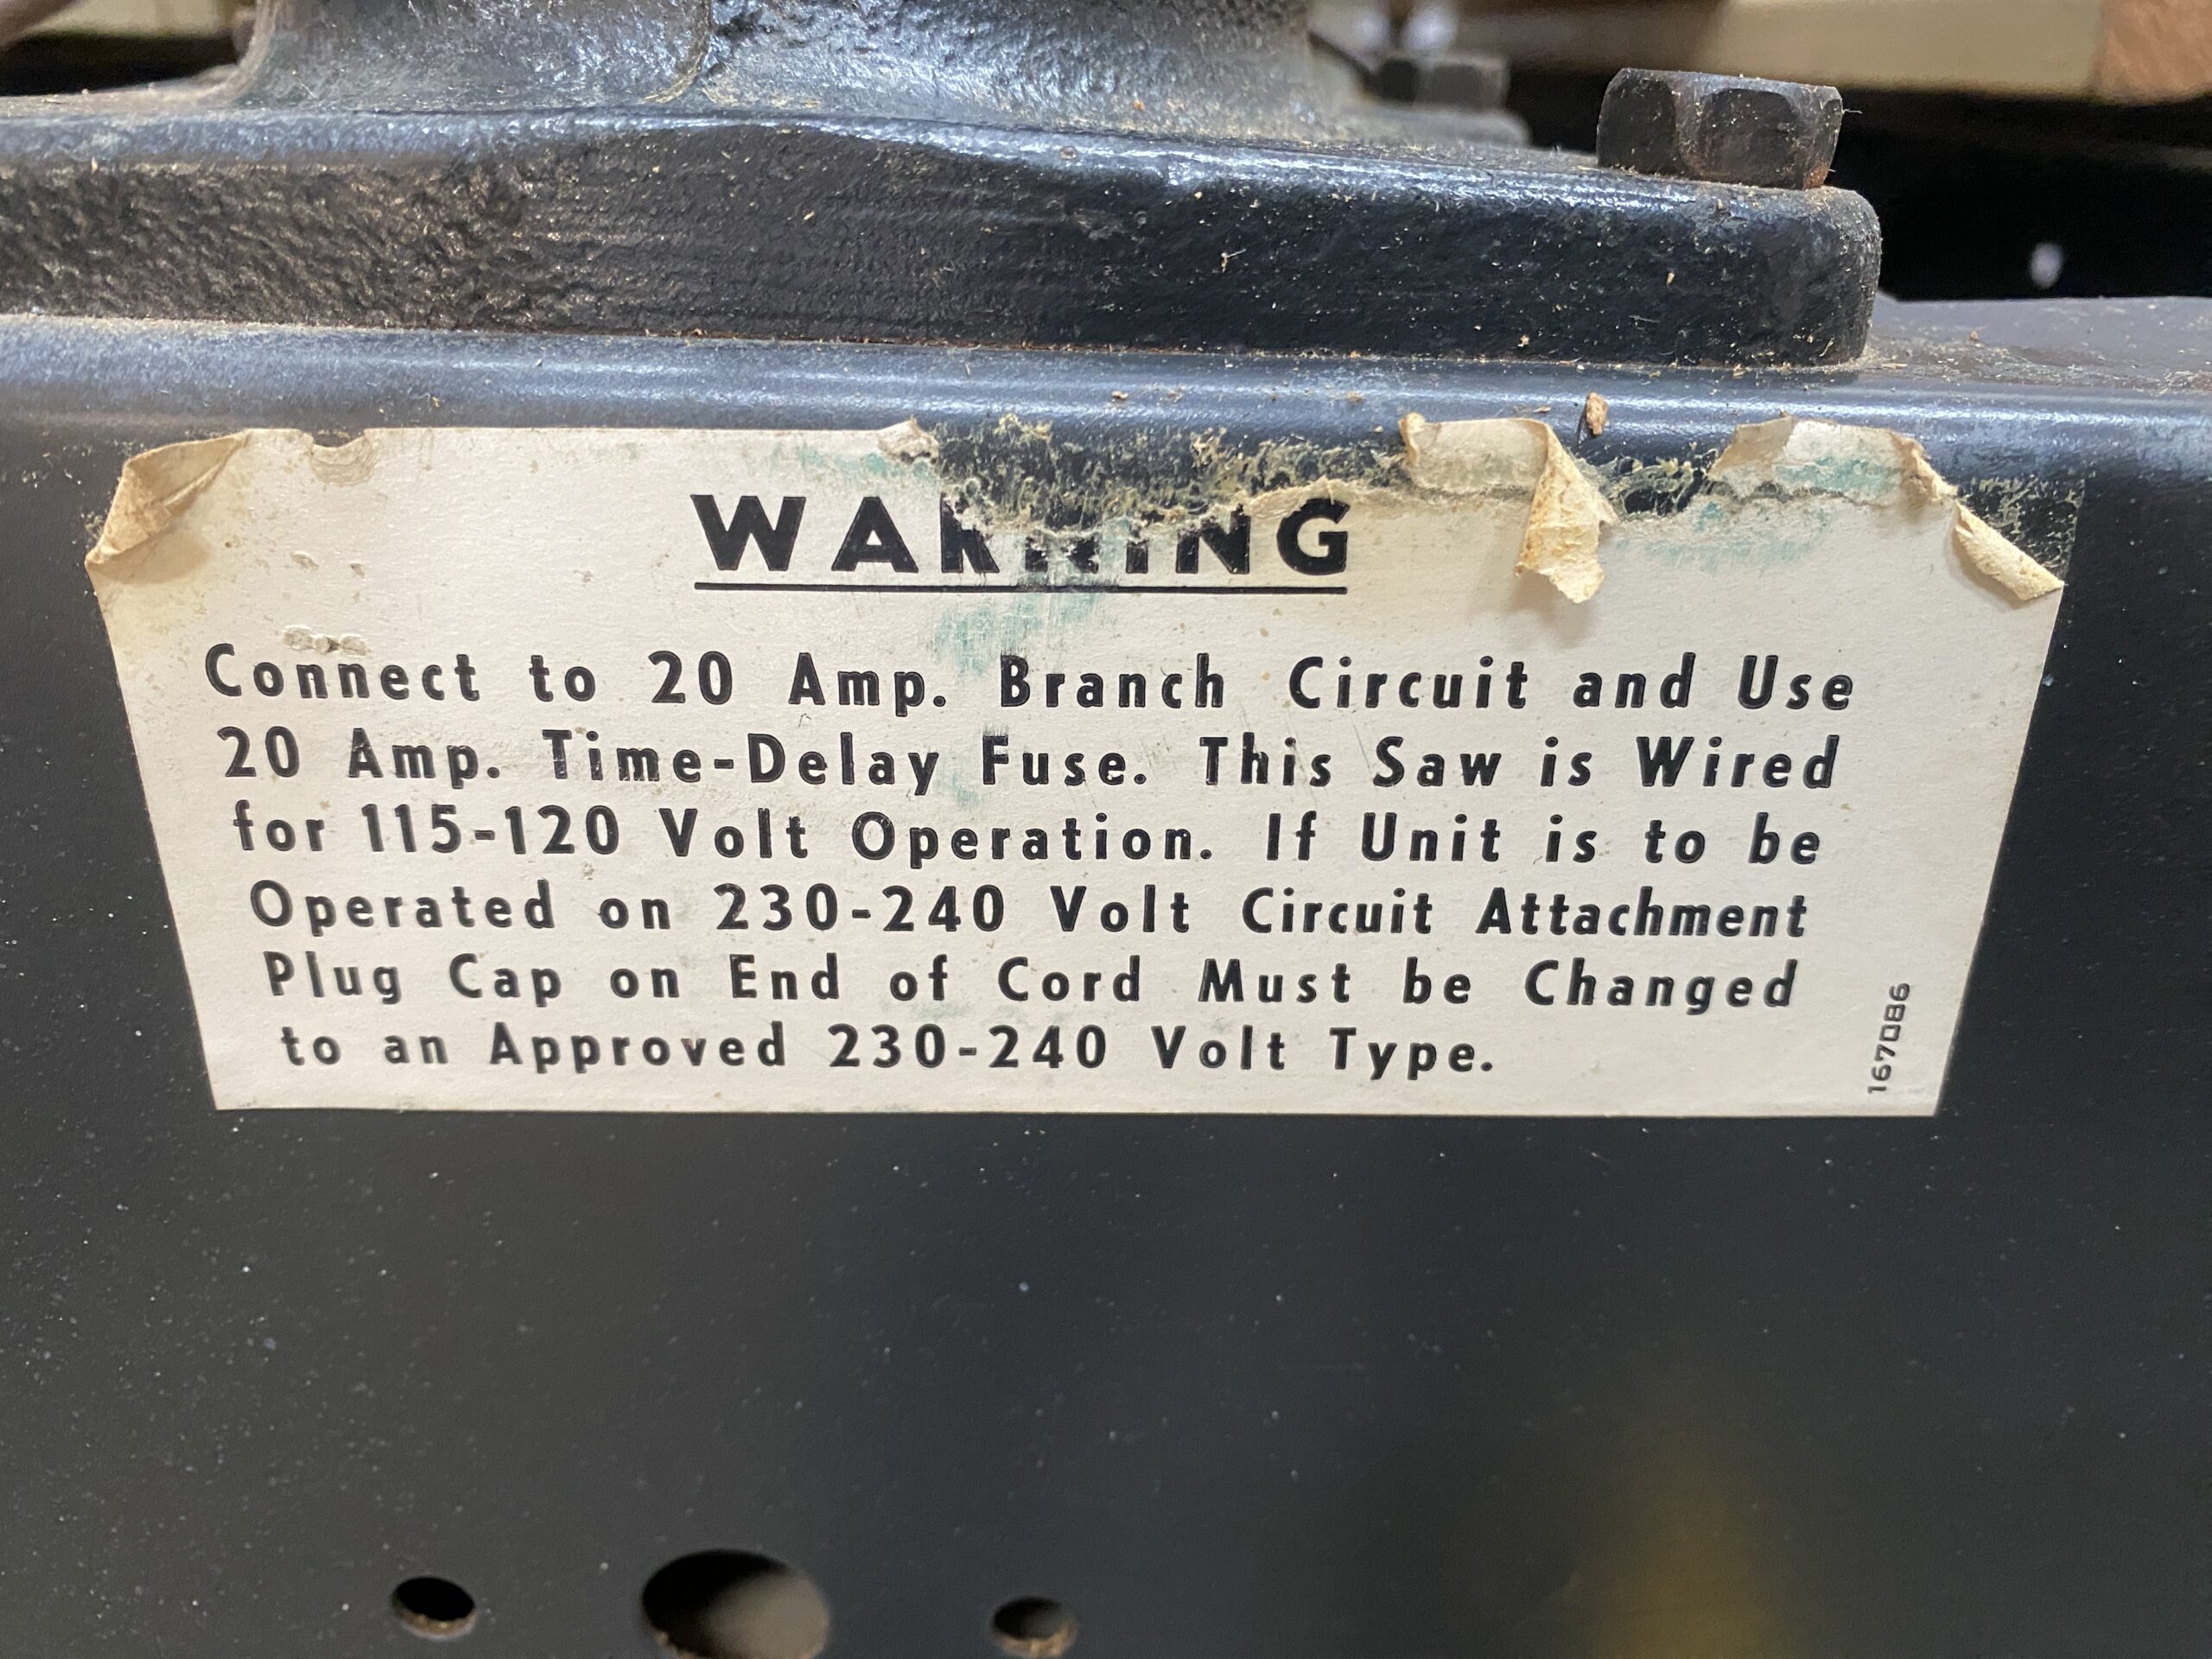 WARNING
Connect to 20 Amp. Branch Circuit and Use
20 Amp. Time-Delay Fuse. This Saw is Wired
for 115-120 Volt Operation. If Unit is to be
Operated on 230-240 Volt Circuit Attachment
Plug Cap on End of Cord Must be Changed
to an Approved 230-240 Volt Type.
167086